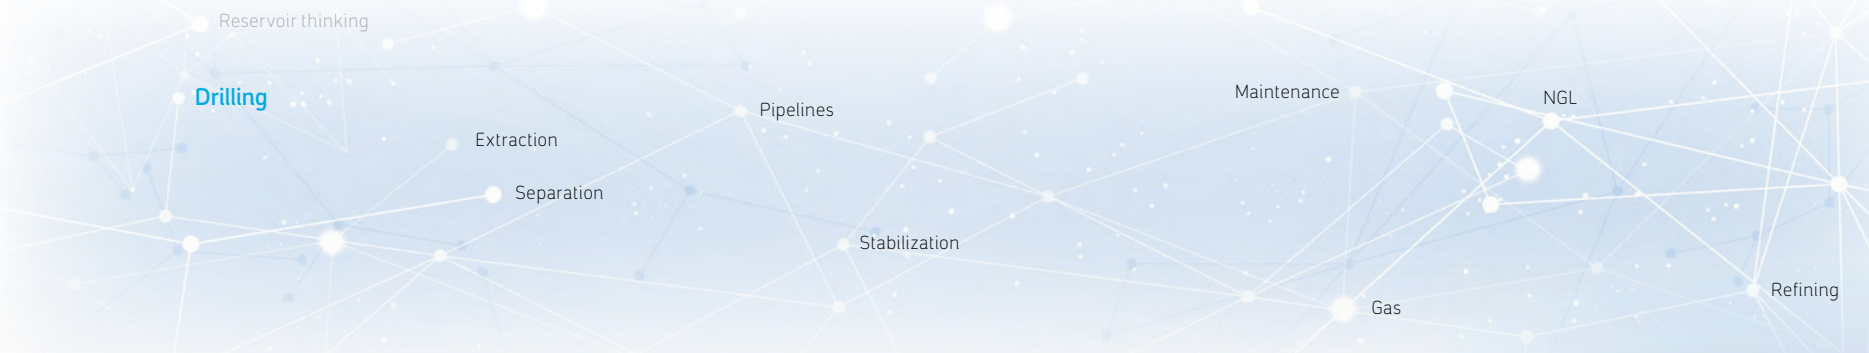 Reservoir thinking
Drilling
Extraction
Separation
Pipelines
Stabilization
Maintenance
NGL
Gas
Refining